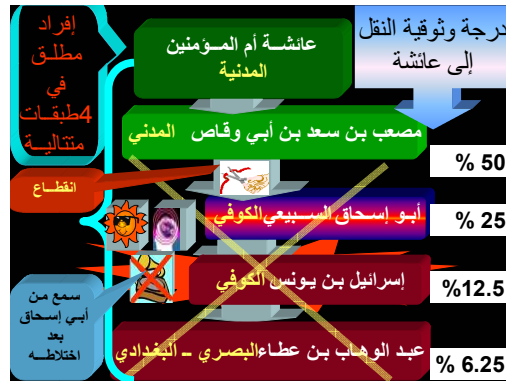 إفراد
مطلق
في
4طبقات
متتالية
عائشة أم المؤمنين
المدنية
درجة وثوقية النقل
إلى عائشة
مصعب بن سعد بن أبي وقاص المدني
% 50
انقطاع
أبو إسحاق السبيعي الكوفي
% 25
إسرائيل بن يونس الكوفي
%12.5
سمع من
أبي إسحاق
بعد
اختلاطه
عبد الوهاب بن عطاء البصري – البغدادي
% 6.25